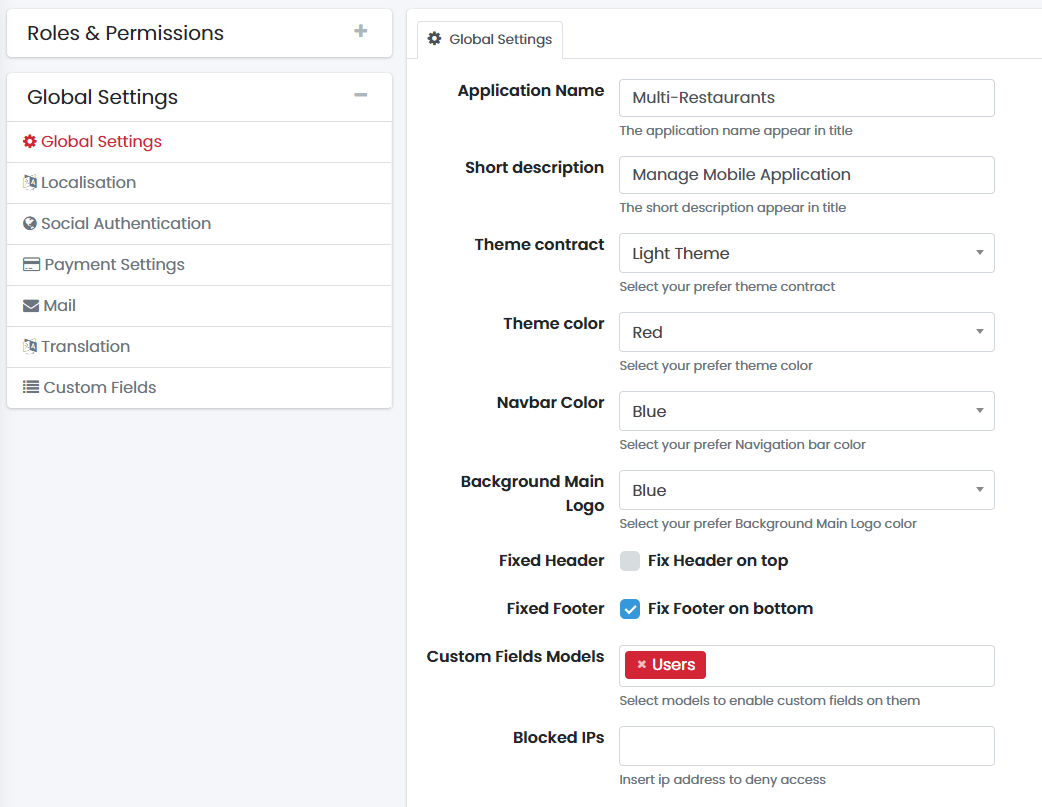 Roles & Permissions
Global Settings
Global Settings
Localisation
Social Authentication
Payment Settings
Mail
Translation
Custom Fields
Global Settings
Application Name
Multi-Restaurants
The application name appear in title
Short description
Manage Mobile Application
The short description appear in title
Theme contract
Light Theme
Select your prefer theme contract
Theme color
Red
Select your prefer theme color
Navbar Color
Blue
Select your prefer Navigation bar color
Background Main
Logo
Blue
Select your prefer Background Main Logo color
Fixed Header
Fix Header on top
Fixed Footer
Fix Footer on bottom
Custom Fields Models
× Users
Select models to enable custom fields on them
Blocked IPs
Insert ip address to deny access